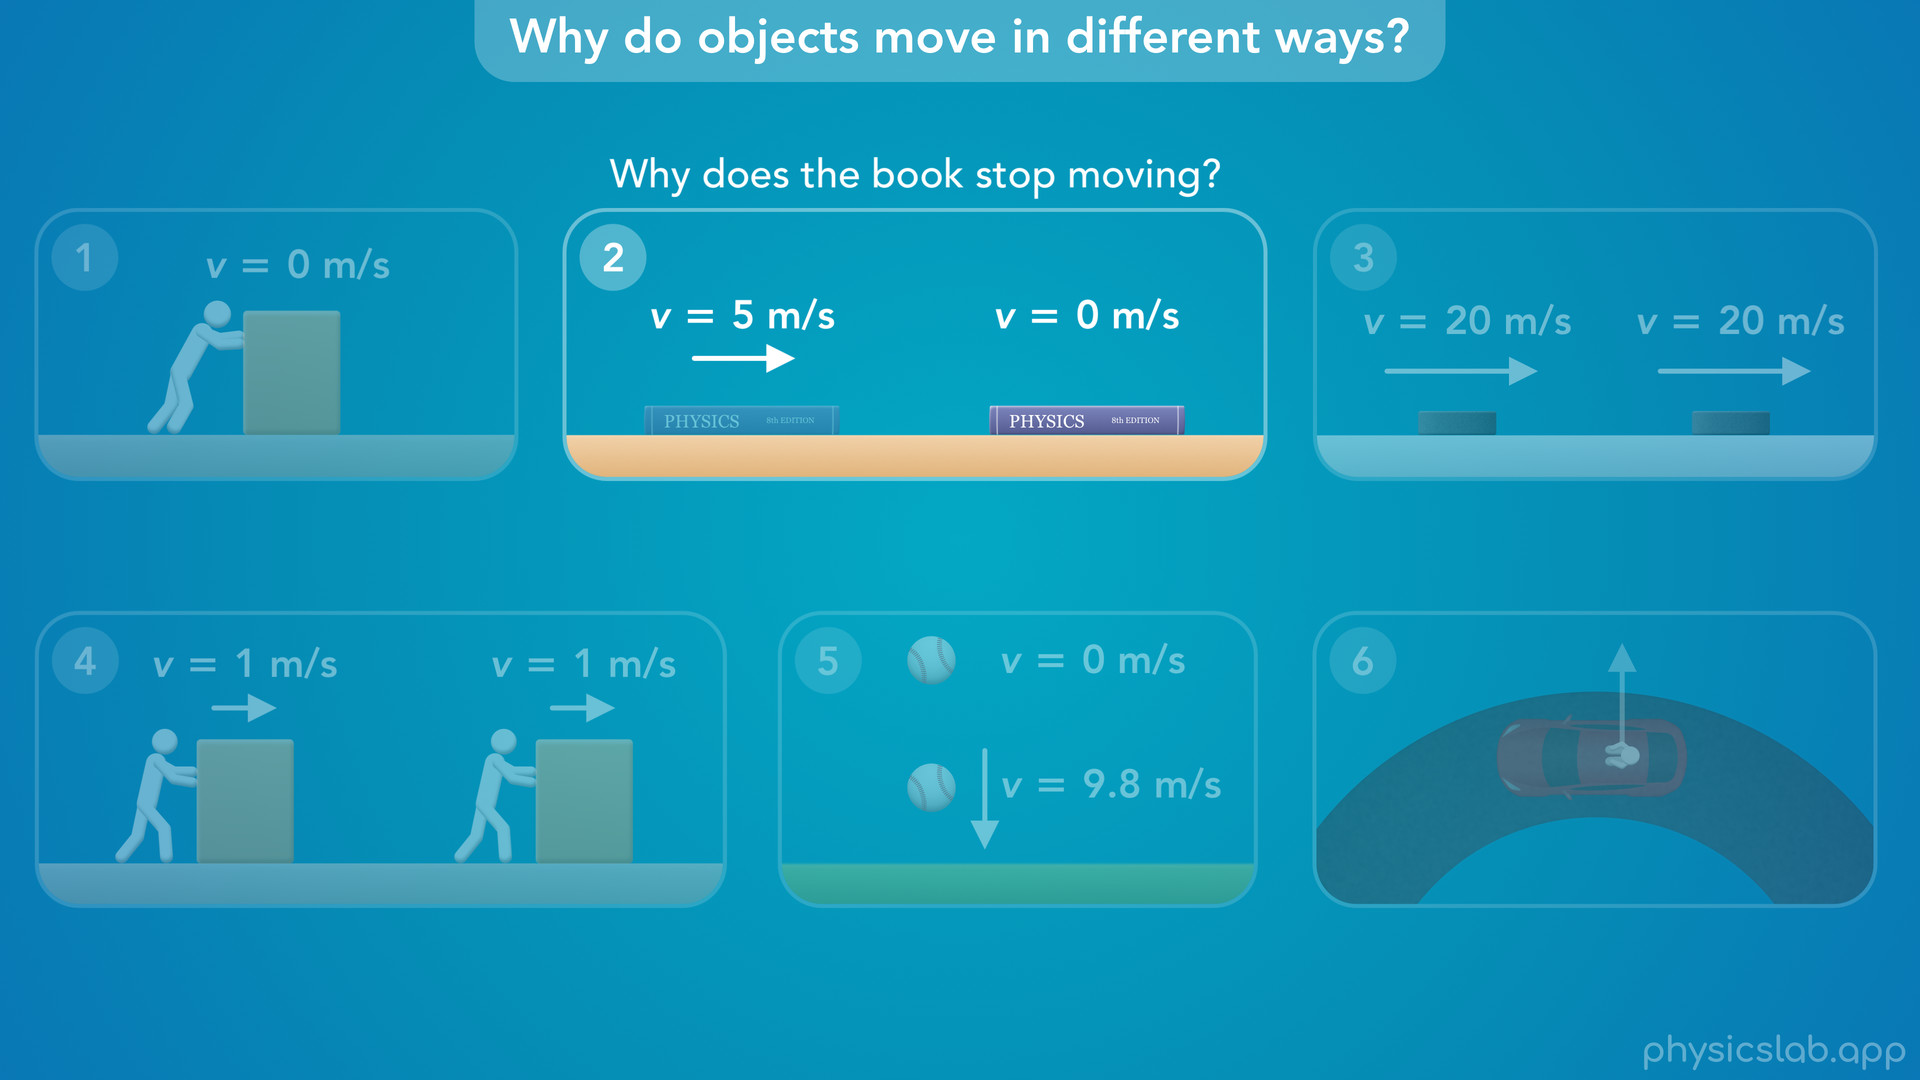 Why do objects move in different ways?
Why does the book stop moving?
1
v = 0 m/s
2
v = 5 m/s
v = 0 m/s
PHYSICS 8th EDITION
PHYSICS 8th EDITION
3
v = 20 m/s
v = 20 m/s
4
v = 1 m/s
v = 1 m/s
5
v = 0 m/s
v = 9.8 m/s
6
physicslab.app